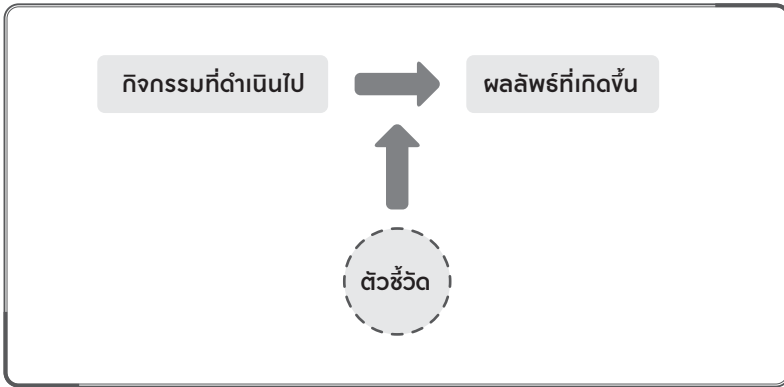 กิจกรรมที่ดำเนินไป
ผลลัพธ์ที่เกิดขึ้น
ตัวชี้วัด